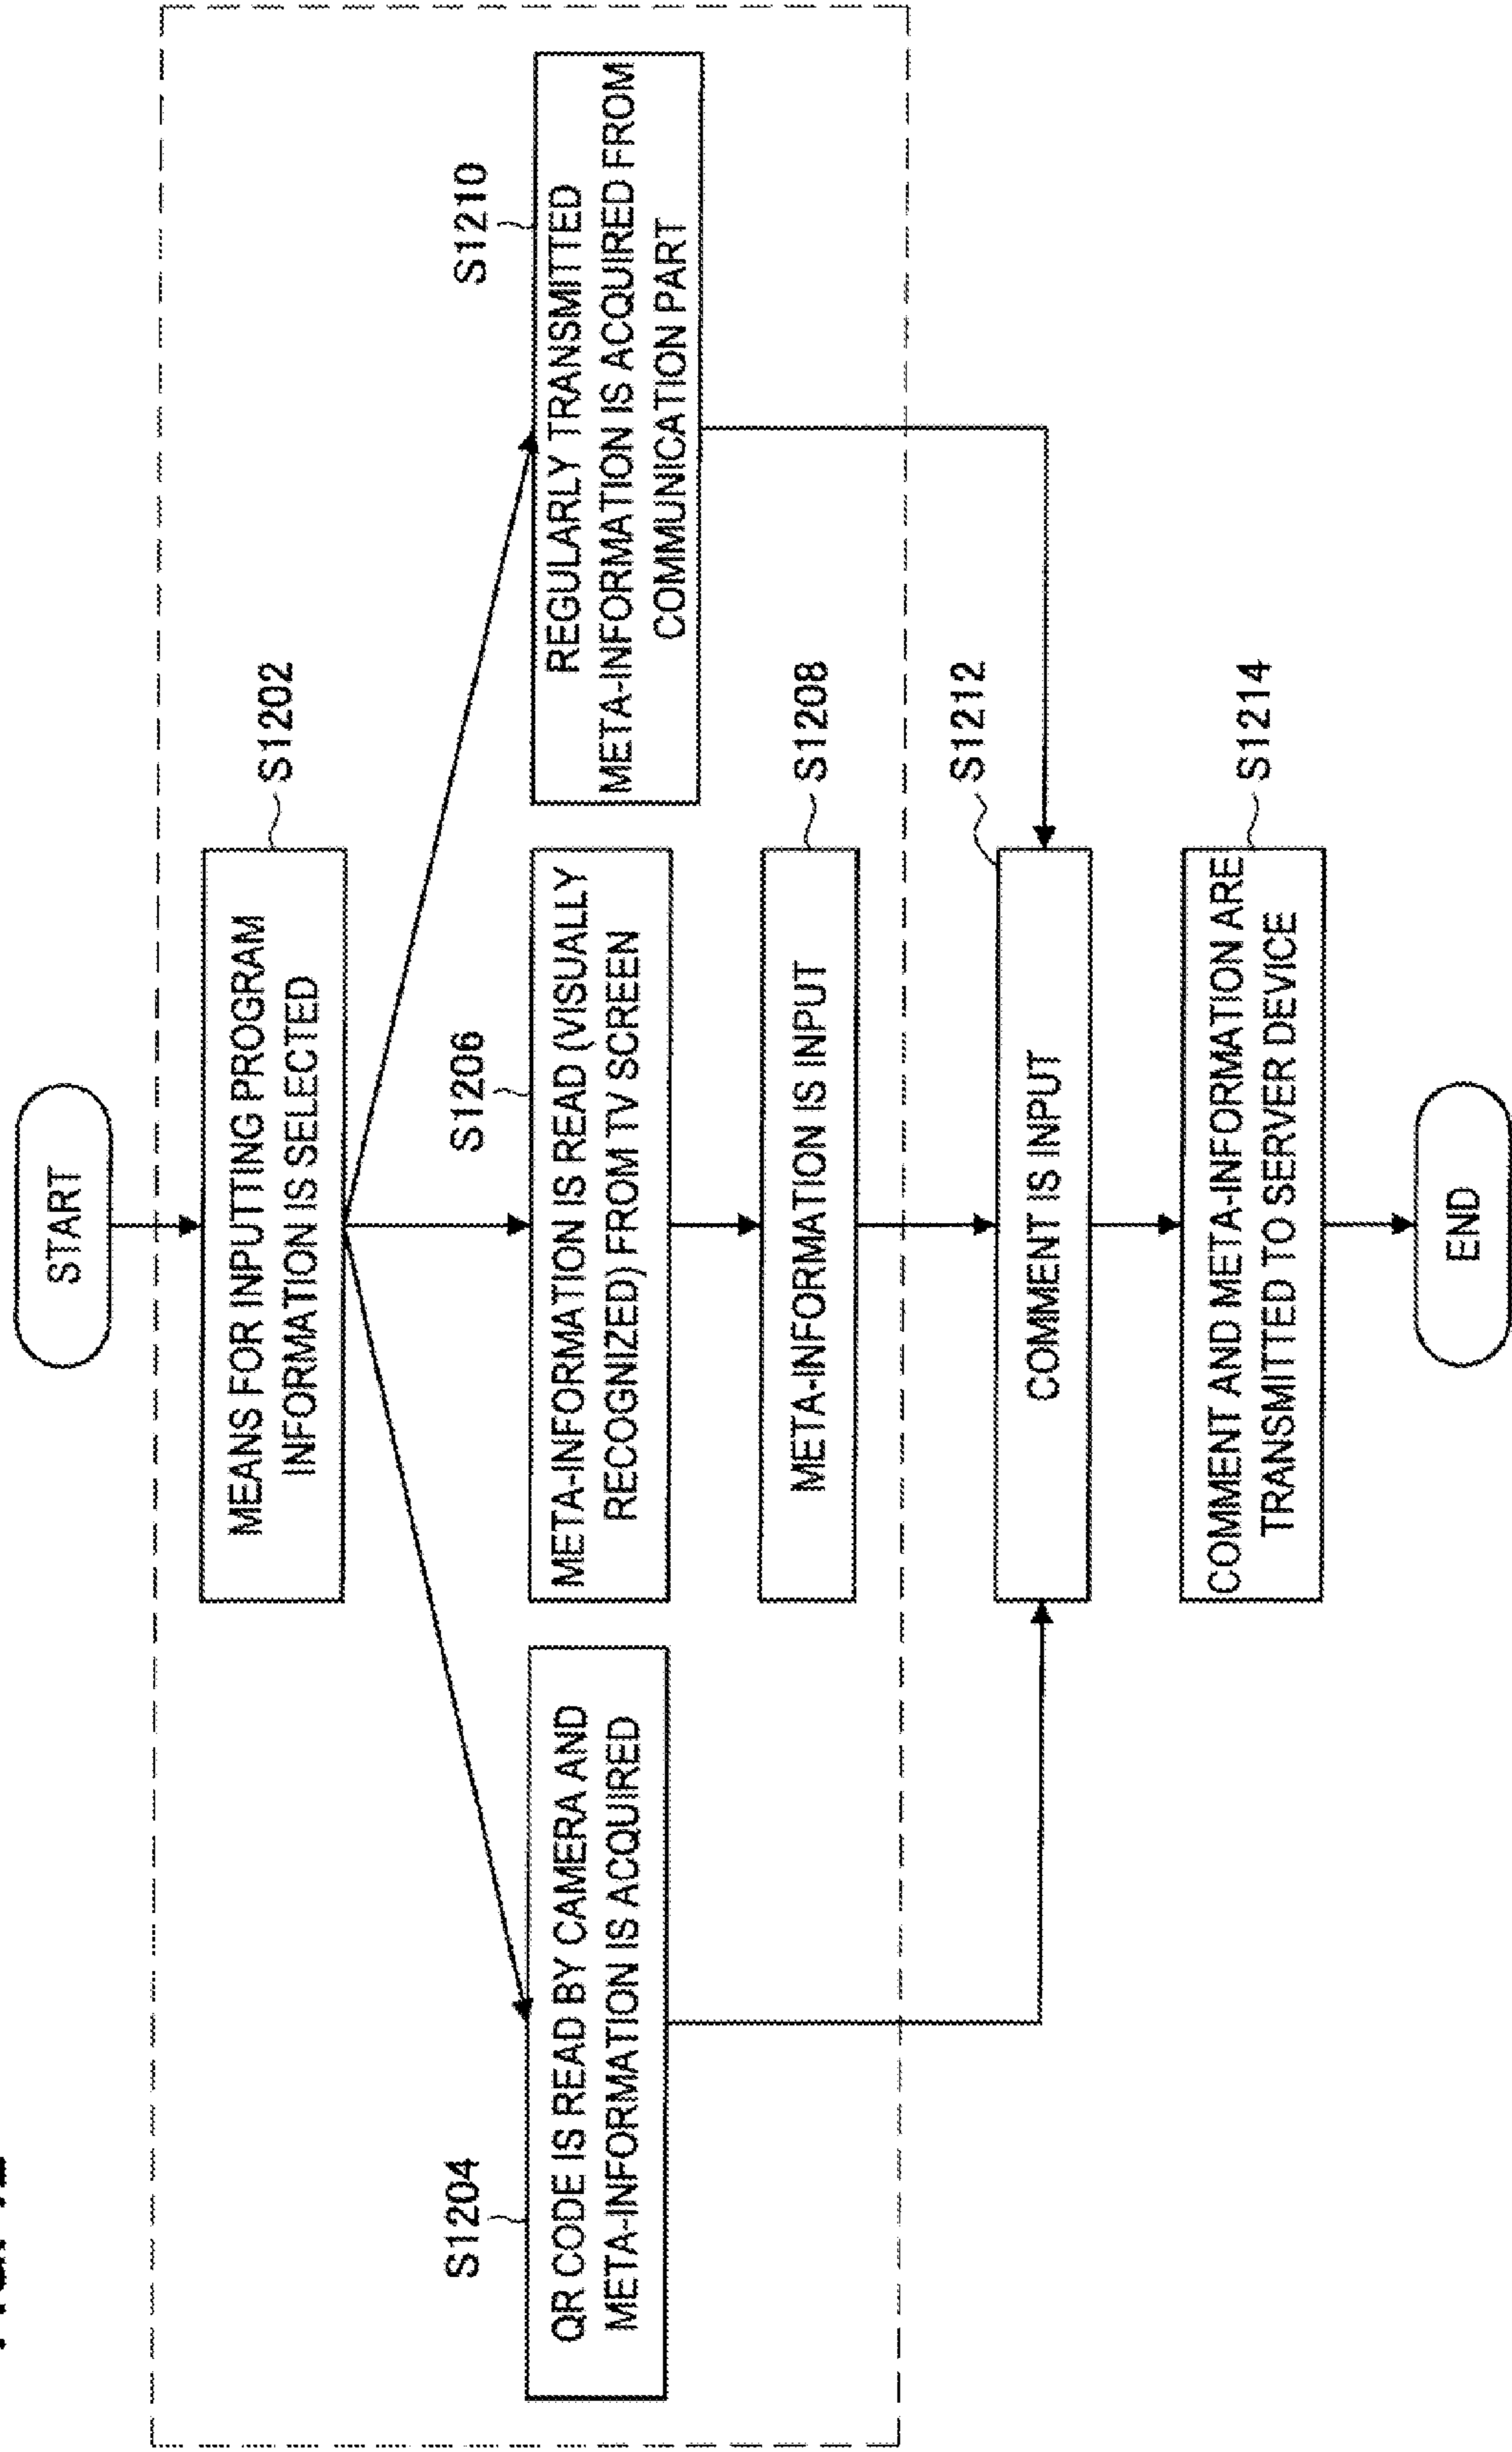 START
MEANS FOR INPUTTING PROGRAM
INFORMATION IS SELECTED
S1202
S1204
QR CODE IS READ BY CAMERA AND
META-INFORMATION IS ACQUIRED
S1206
META-INFORMATION IS READ (VISUALLY
RECOGNIZED) FROM TV SCREEN
S1210
REGULARLY TRANSMITTED
META-INFORMATION IS ACQUIRED FROM
COMMUNICATION PART
META-INFORMATION IS INPUT
S1208
COMMENT IS INPUT
S1212
COMMENT AND META-INFORMATION ARE
TRANSMITTED TO SERVER DEVICE
S1214
END